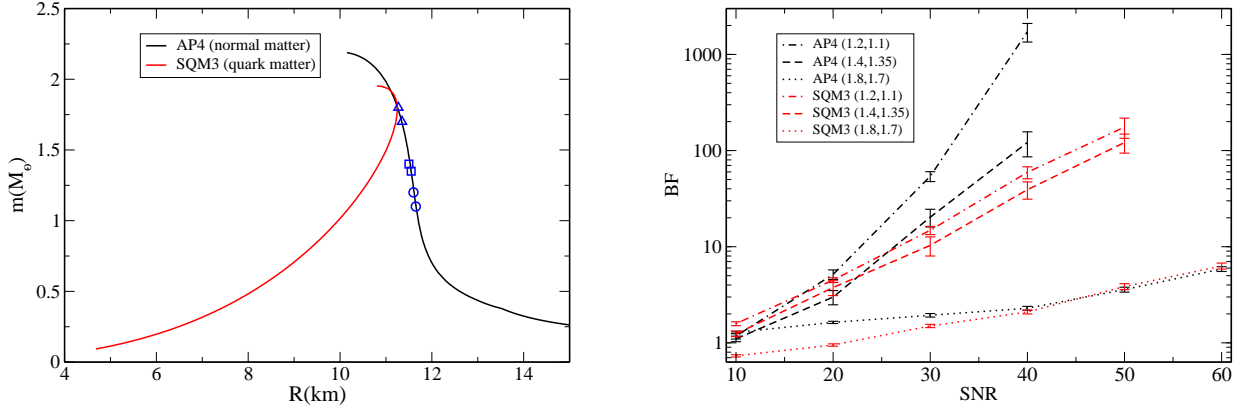 AP4 (normal matter)
SQM3 (quark matter)
m(M⊙)
2.5
2
1.5
1
0.5
0
4
6
8
10
12
14
R(km)
AP4 (1.2,1.1)
AP4 (1.4,1.35)
AP4 (1.8,1.7)
SQM3 (1.2,1.1)
SQM3 (1.4,1.35)
SQM3 (1.8,1.7)
BF
1000
100
10
1
10
20
30
40
50
60
SNR